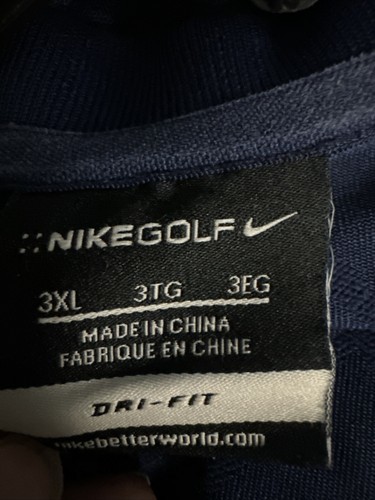 ::NIKEGOLF
3XL 3TG 3EG
MADE IN CHINA
FABRIQUE EN CHINE
DRI-FIT
nikebetterworld.com